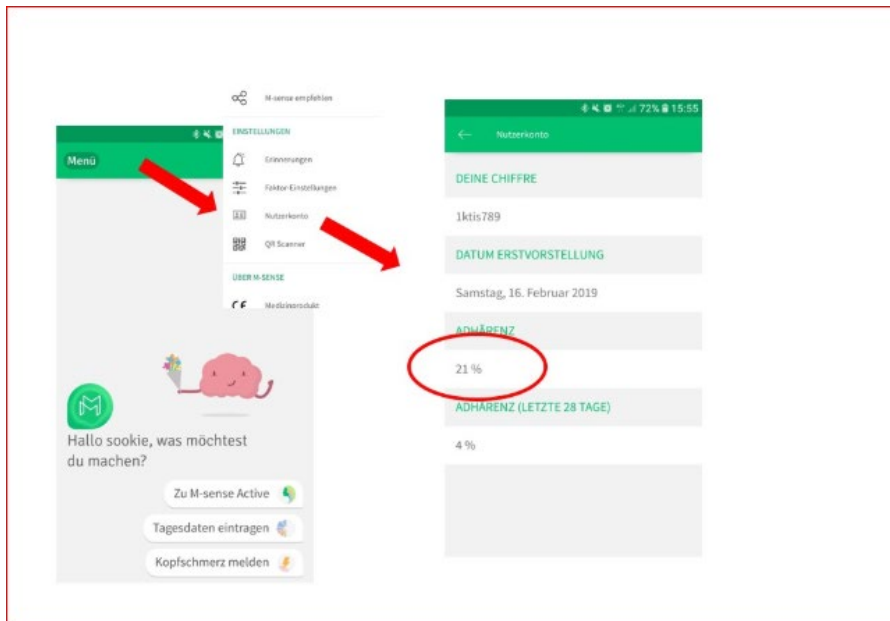 Menü
M-sense empfehlen
EINSTELLUNGEN
Erinnerungen
Faktor-Einstellungen
Nutzerkonto
QR Scanner
ÜBER M-SENSE
Medizinprodukt
Hallo sookie, was möchtest
du machen?
Zu M-sense Active
Tagesdaten eintragen
Kopfschmerz melden
72% 15:55
Nutzerkonto
DEINE CHIFFRE
1ktis789
DATUM ERSTVORSTELLUNG
Samstag, 16. Februar 2019
ADHÄRENZ
21 %
ADHÄRENZ (LETZTE 28 TAGE)
4 %